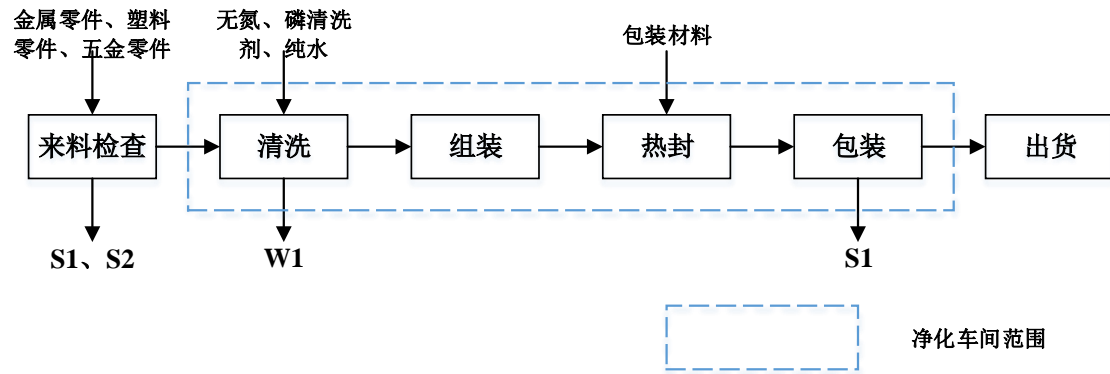 金属零件、塑料
零件、五金零件
无氮、磷清洗
剂、纯水
包装材料
来料检查
清洗
组装
热封
包装
出货
S1、S2
W1
S1
净化车间范围